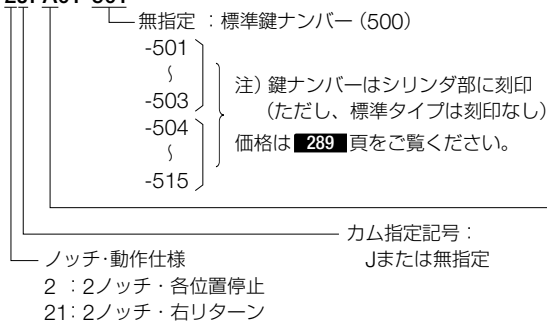 無指定 ：標準鍵ナンバー（500）
-501
〜
-503
-504
〜
-515
注）鍵ナンバーはシリンダ部に刻印
（ただし、標準タイプは刻印なし）
価格は 289 頁をご覧ください。
カム指定記号：
Jまたは無指定
ノッチ・動作仕様
2 ：2ノッチ・各位置停止
21：2ノッチ・右リターン